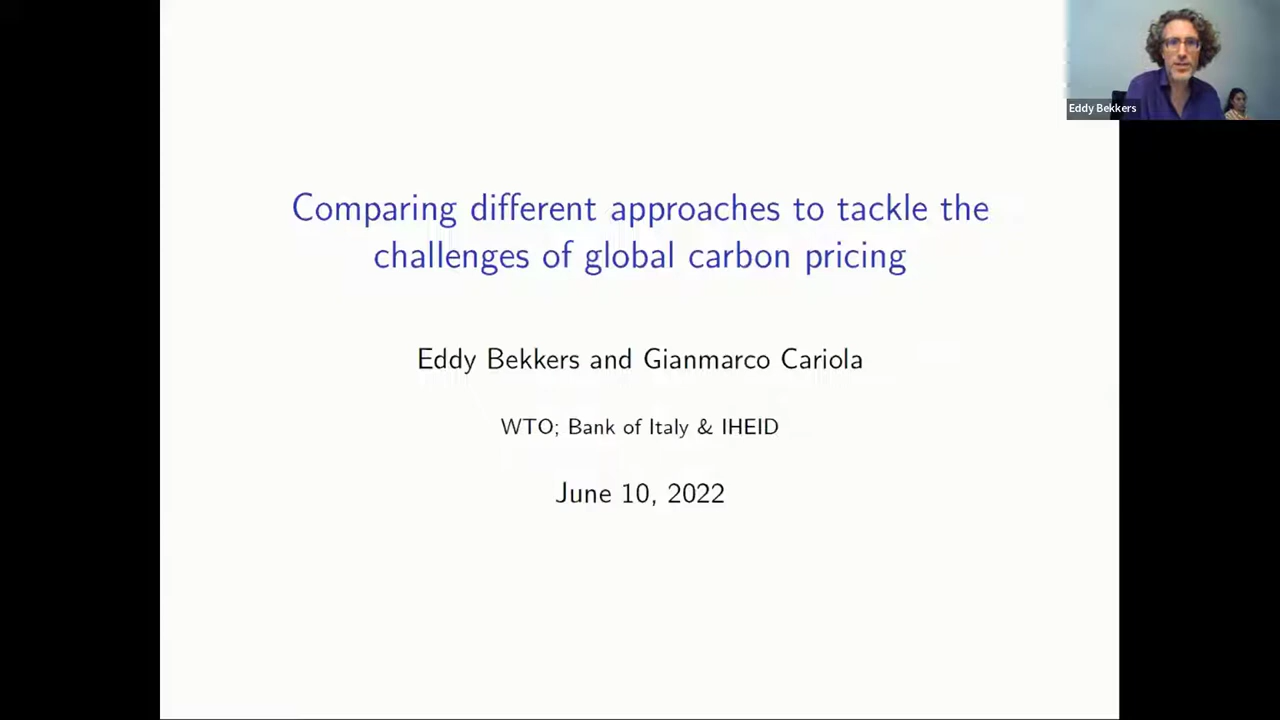 Eddy Bekkers
Comparing different approaches to tackle the
challenges of global carbon pricing
Eddy Bekkers and Gianmarco Cariola
WTO; Bank of Italy & IHEID
June 10, 2022